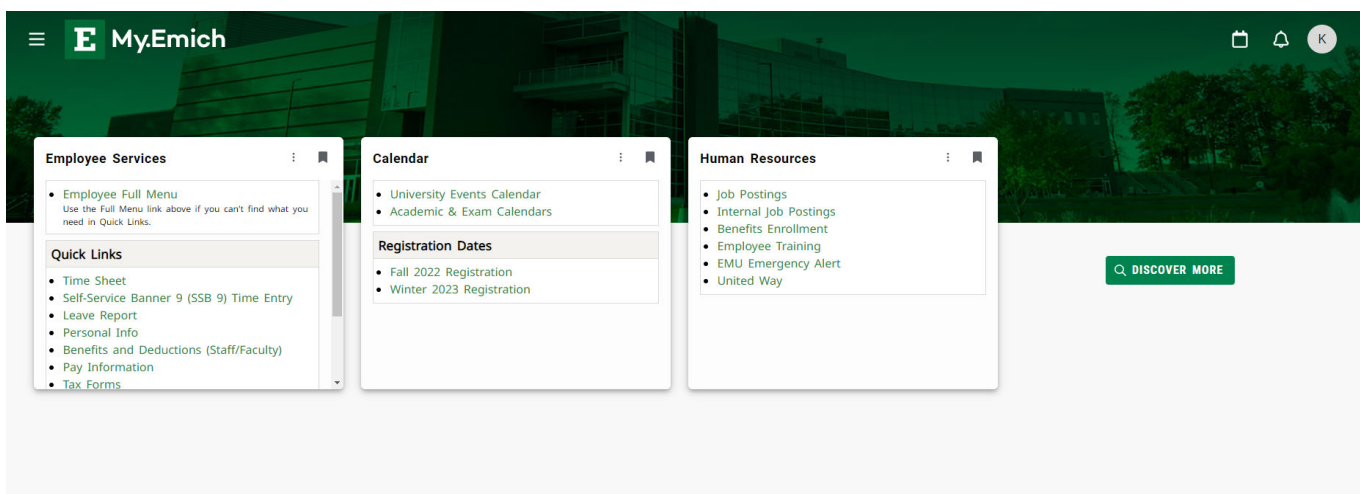 E My.Emich
K
Employee Services
Employee Full Menu
Use the Full Menu link above if you can't find what you
need in Quick Links.
Quick Links
Time Sheet
Self-Service Banner 9 (SSB 9) Time Entry
Leave Report
Personal Info
Benefits and Deductions (Staff/Faculty)
Pay Information
Tax Forms
Calendar
University Events Calendar
Academic & Exam Calendars
Registration Dates
Fall 2022 Registration
Winter 2023 Registration
Human Resources
Job Postings
Internal Job Postings
Benefits Enrollment
Employee Training
EMU Emergency Alert
United Way
DISCOVER MORE